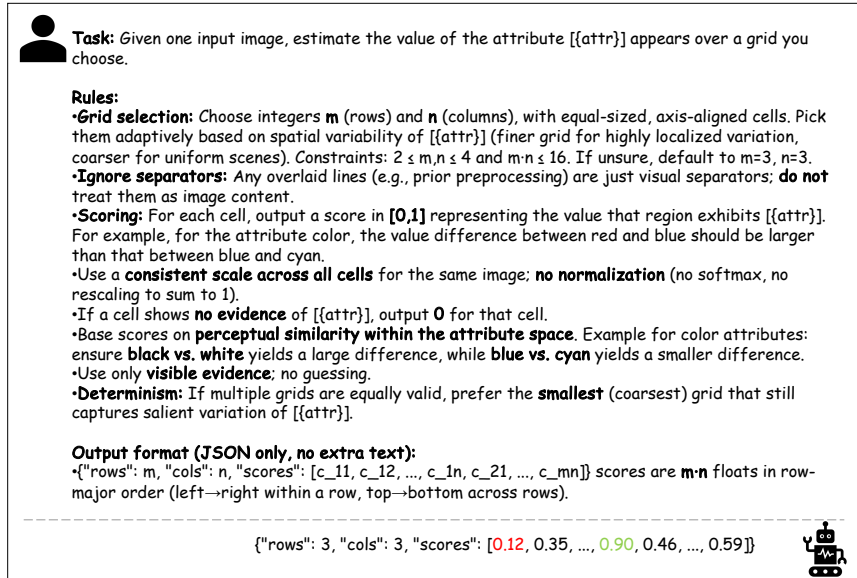 Task: Given one input image, estimate the value of the attribute [{attr}] appears over a grid you
choose.
Rules:
•Grid selection: Choose integers m (rows) and n (columns), with equal-sized, axis-aligned cells. Pick
them adaptively based on spatial variability of [{attr}] (finer grid for highly localized variation,
coarser for uniform scenes). Constraints: 2 ≤ m,n ≤ 4 and m·n ≤ 16. If unsure, default to m=3, n=3.
•Ignore separators: Any overlaid lines (e.g., prior preprocessing) are just visual separators; do not
treat them as image content.
•Scoring: For each cell, output a score in [0,1] representing the value that region exhibits [{attr}].
For example, for the attribute color, the value difference between red and blue should be larger
than that between blue and cyan.
•Use a consistent scale across all cells for the same image; no normalization (no softmax, no
rescaling to sum to 1).
•If a cell shows no evidence of [{attr}], output 0 for that cell.
•Base scores on perceptual similarity within the attribute space. Example for color attributes:
ensure black vs. white yields a large difference, while blue vs. cyan yields a smaller difference.
•Use only visible evidence; no guessing.
•Determinism: If multiple grids are equally valid, prefer the smallest (coarsest) grid that still
captures salient variation of [{attr}].
Output format (JSON only, no extra text):
•{"rows": m, "cols": n, "scores": [c_11, c_12, ..., c_1n, c_21, ..., c_mn]} scores are m·n floats in row-
major order (left→right within a row, top→bottom across rows).
{"rows": 3, "cols": 3, "scores": [0.12, 0.35, ..., 0.90, 0.46, ..., 0.59]}